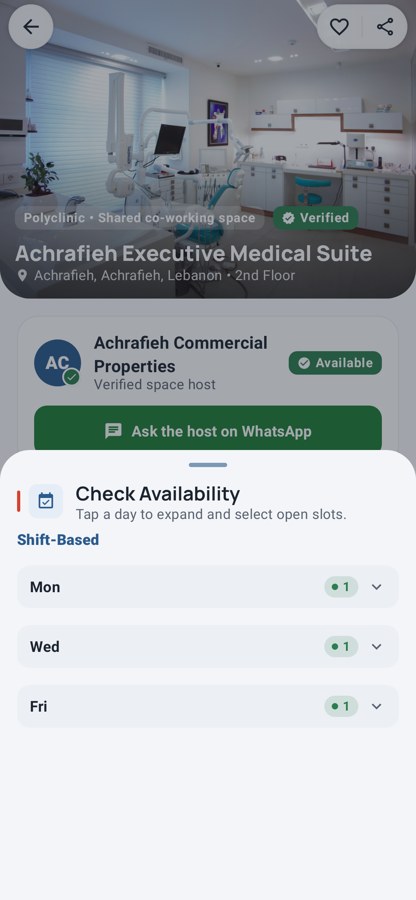 Polyclinic • Shared co-working space
Verified
Achrafieh Executive Medical Suite
Achrafieh, Achrafieh, Lebanon • 2nd Floor
AC
Achrafieh Commercial
Properties
Verified space host
Available
Ask the host on WhatsApp
Check Availability
Tap a day to expand and select open slots.
Shift-Based
Mon
1
Wed
1
Fri
1